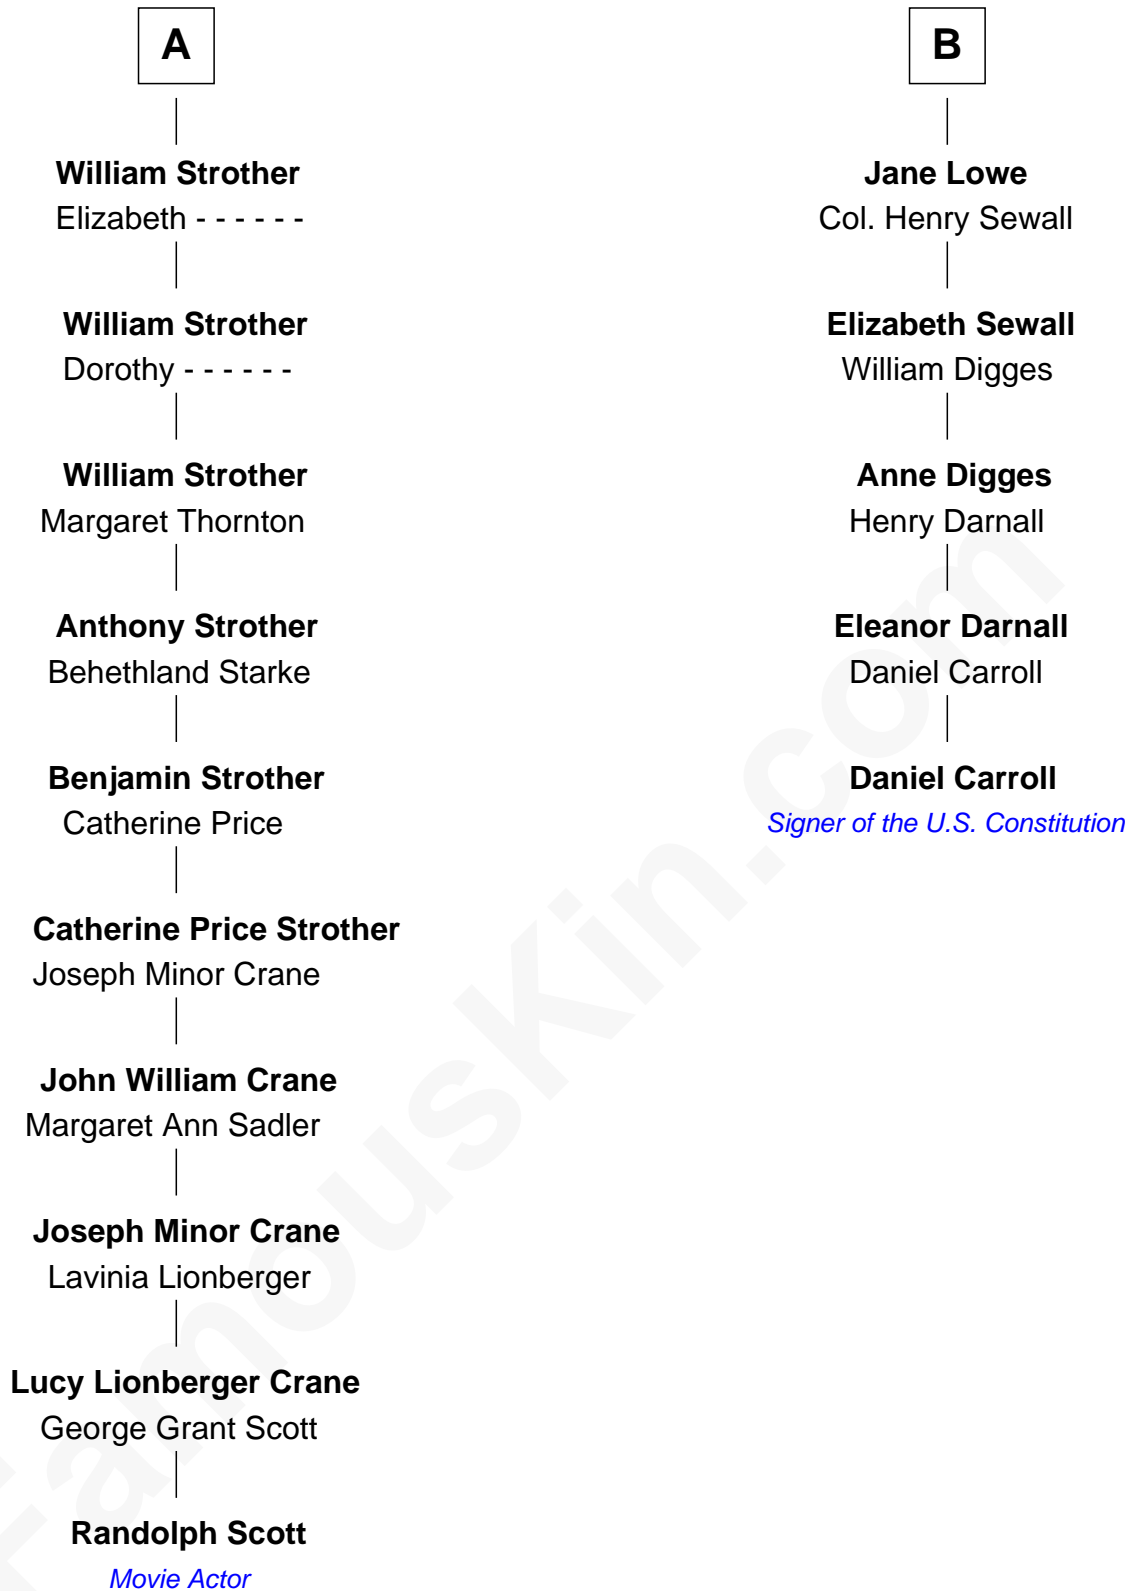 A
William Strother
Elizabeth - - - - - -
William Strother
Dorothy - - - - - -
William Strother
Margaret Thornton
Anthony Strother
Behethland Starke
Benjamin Strother
Catherine Price
Catherine Price Strother
Joseph Minor Crane
John William Crane
Margaret Ann Sadler
Joseph Minor Crane
Lavinia Lionberger
Lucy Lionberger Crane
George Grant Scott
Randolph Scott
Movie Actor
B
Jane Lowe
Col. Henry Sewall
Elizabeth Sewall
William Digges
Anne Digges
Henry Darnall
Eleanor Darnall
Daniel Carroll
Daniel Carroll
Signer of the U.S. Constitution
FamousKin.com